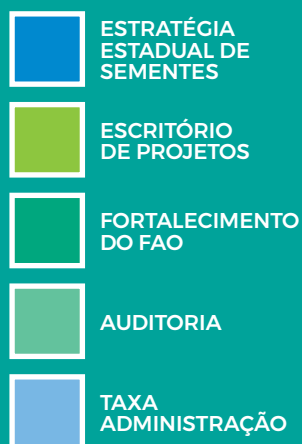 ESTRATÉGIA
ESTADUAL DE
SEMENTES
ESCRITÓRIO
DE PROJETOS
FORTALECIMENTO
DO FAO
AUDITORIA
TAXA
ADMINISTRAÇÃO